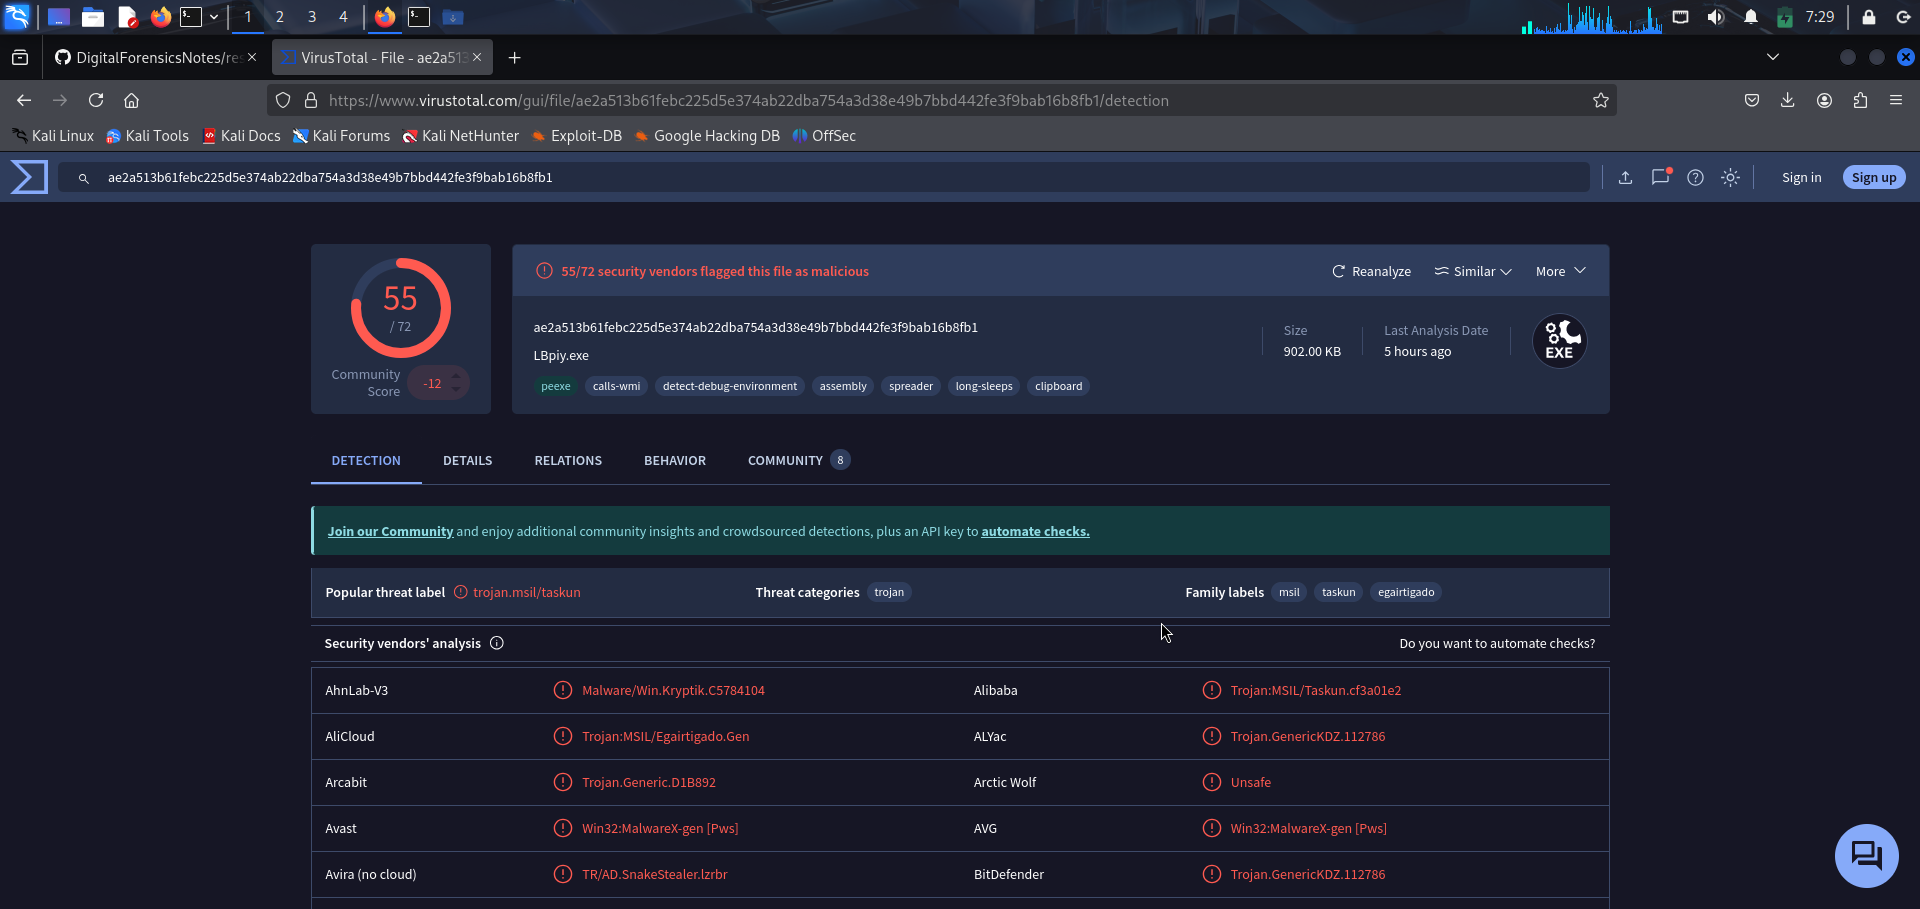 1 2 3 4 7:29
DigitalForensicsNotes/res VirusTotal - File - ae2a513
https://www.virustotal.com/gui/file/ae2a513b61febc225d5e374ab22dba754a3d38e49b7bbd442fe3f9bab16b8fb1/detection
Kali Linux Kali Tools Kali Docs Kali Forums Kali NetHunter Exploit-DB Google Hacking DB OffSec
ae2a513b61febc225d5e374ab22dba754a3d38e49b7bbd442fe3f9bab16b8fb1 Sign in Sign up
55
/ 72
Community Score -12
55/72 security vendors flagged this file as malicious Reanalyze Similar More
ae2a513b61febc225d5e374ab22dba754a3d38e49b7bbd442fe3f9bab16b8fb1
LBpiy.exe
Size
902.00 KB
Last Analysis Date
5 hours ago
EXE
peexe calls-wmi detect-debug-environment assembly spreader long-sleeps clipboard
DETECTION DETAILS RELATIONS BEHAVIOR COMMUNITY 8
Join our Community and enjoy additional community insights and crowdsourced detections, plus an API key to automate checks.
Popular threat label trojan.msil/taskun Threat categories trojan Family labels msil taskun egairtigado
Security vendors' analysis Do you want to automate checks?
AhnLab-V3 Malware/Win.Kryptik.C5784104 Alibaba Trojan:MSIL/Taskun.cf3a01e2
AliCloud Trojan:MSIL/Egairtigado.Gen ALYac Trojan.GenericKDZ.112786
Arcabit Trojan.Generic.D1B892 Arctic Wolf Unsafe
Avast Win32:MalwareX-gen [Pws] AVG Win32:MalwareX-gen [Pws]
Avira (no cloud) TR/AD.SnakeStealer.lzrbr BitDefender Trojan.GenericKDZ.112786